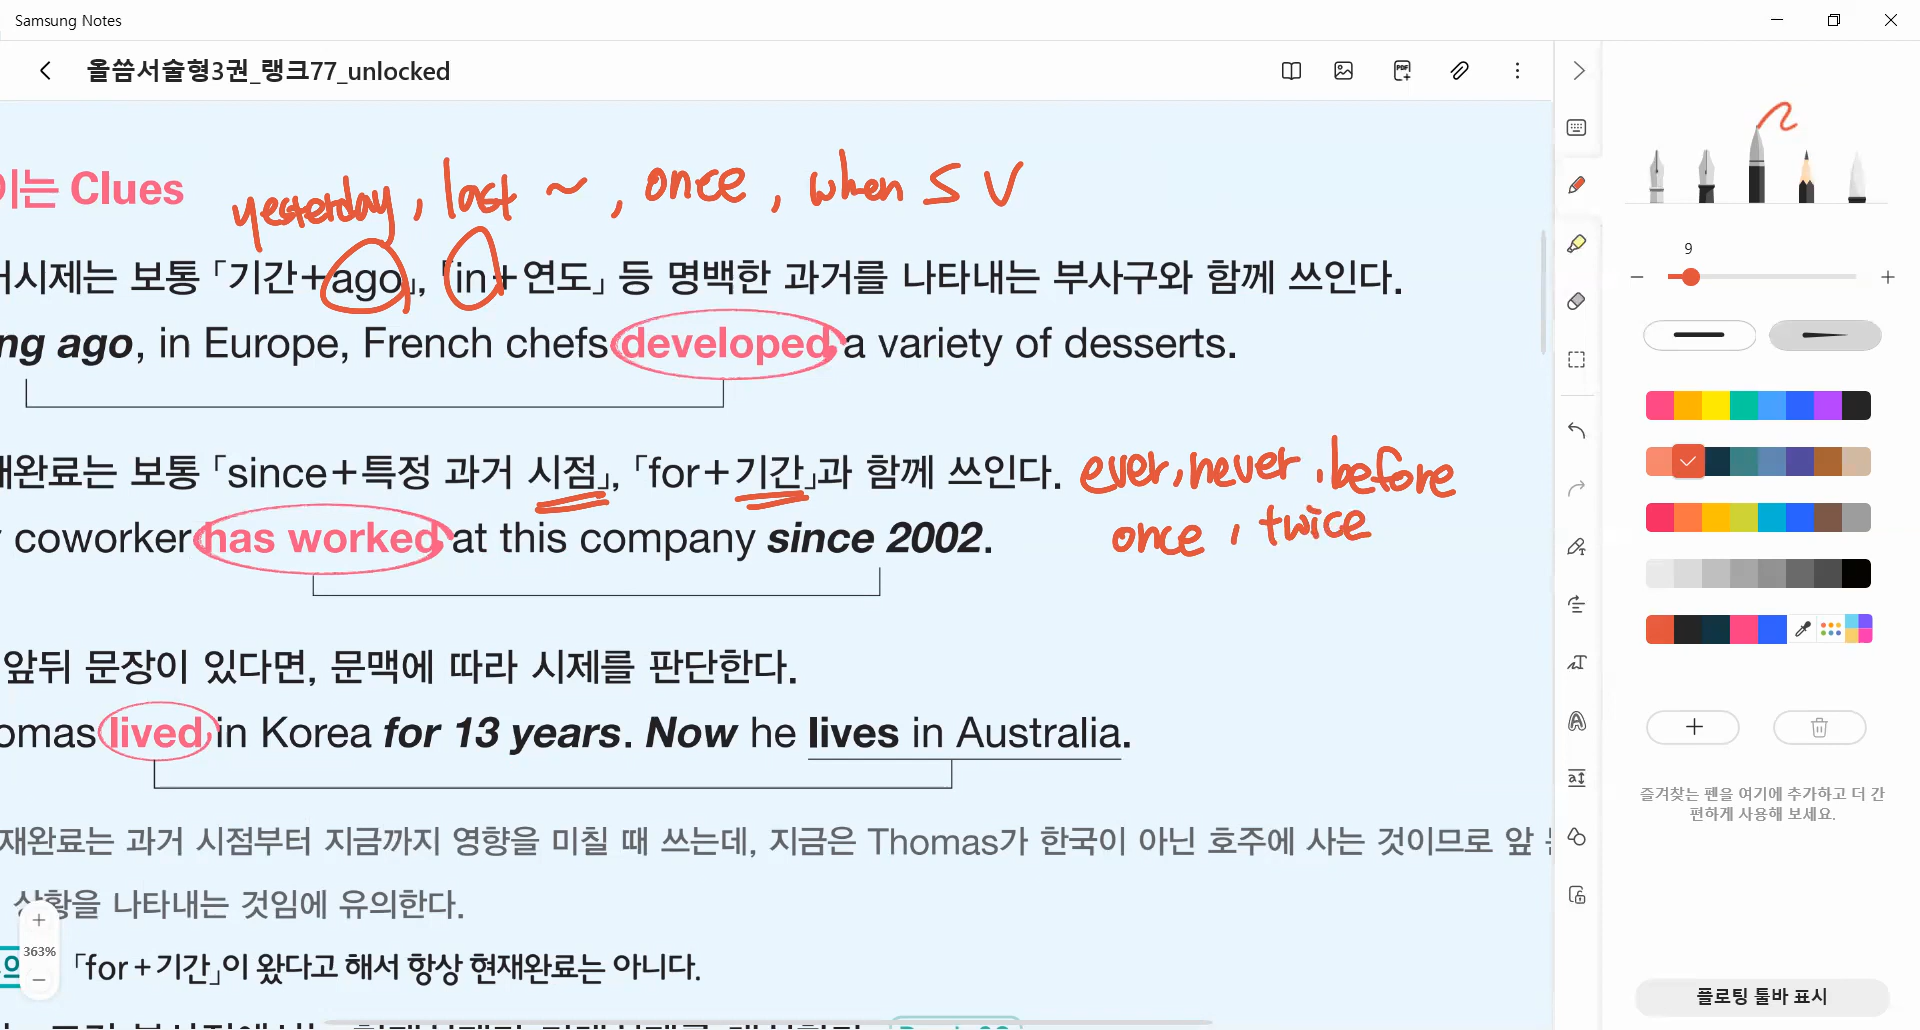 Samsung Notes
올씀서술형3권_랭크77_unlocked
이는 Clues
yesterday, last ~, once, when S V
거시제는 보통 「기간+ago」, 「in+연도」 등 명백한 과거를 나타내는 부사구와 함께 쓰인다.
ng ago, in Europe, French chefs developed a variety of desserts.
재완료는 보통 「since+특정 과거 시점」, 「for+기간」과 함께 쓰인다.
ever, never, before
once, twice
coworker has worked at this company since 2002.
앞뒤 문장이 있다면, 문맥에 따라 시제를 판단한다.
omas lived in Korea for 13 years. Now he lives in Australia.
재완료는 과거 시점부터 지금까지 영향을 미칠 때 쓰는데, 지금은 Thomas가 한국이 아닌 호주에 사는 것이므로 앞
상황을 나타내는 것임에 유의한다.
「for+기간」이 왔다고 해서 항상 현재완료는 아니다.
363%
PDF
9
즐겨찾는 펜을 여기에 추가하고 더 간
편하게 사용해 보세요.
플로팅 툴바 표시